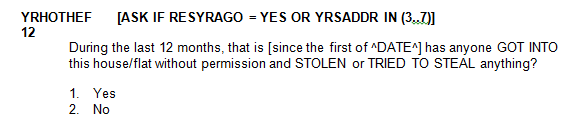 YRHOTHEF [ASK IF RESYRAGO = YES OR YRSADDR IN (3..7)]
12
During the last 12 months, that is [since the first of ^DATE^] has anyone GOT INTO
this house/flat without permission and STOLEN or TRIED TO STEAL anything?
1. Yes
2. No